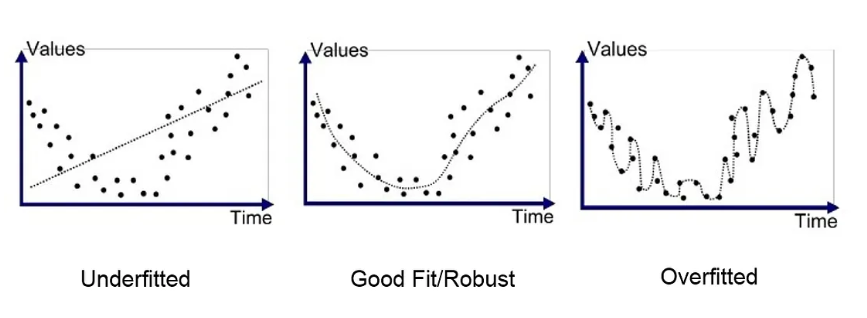 Values
Time
Underfitted
Values
Time
Good Fit/Robust
Values
Time
Overfitted